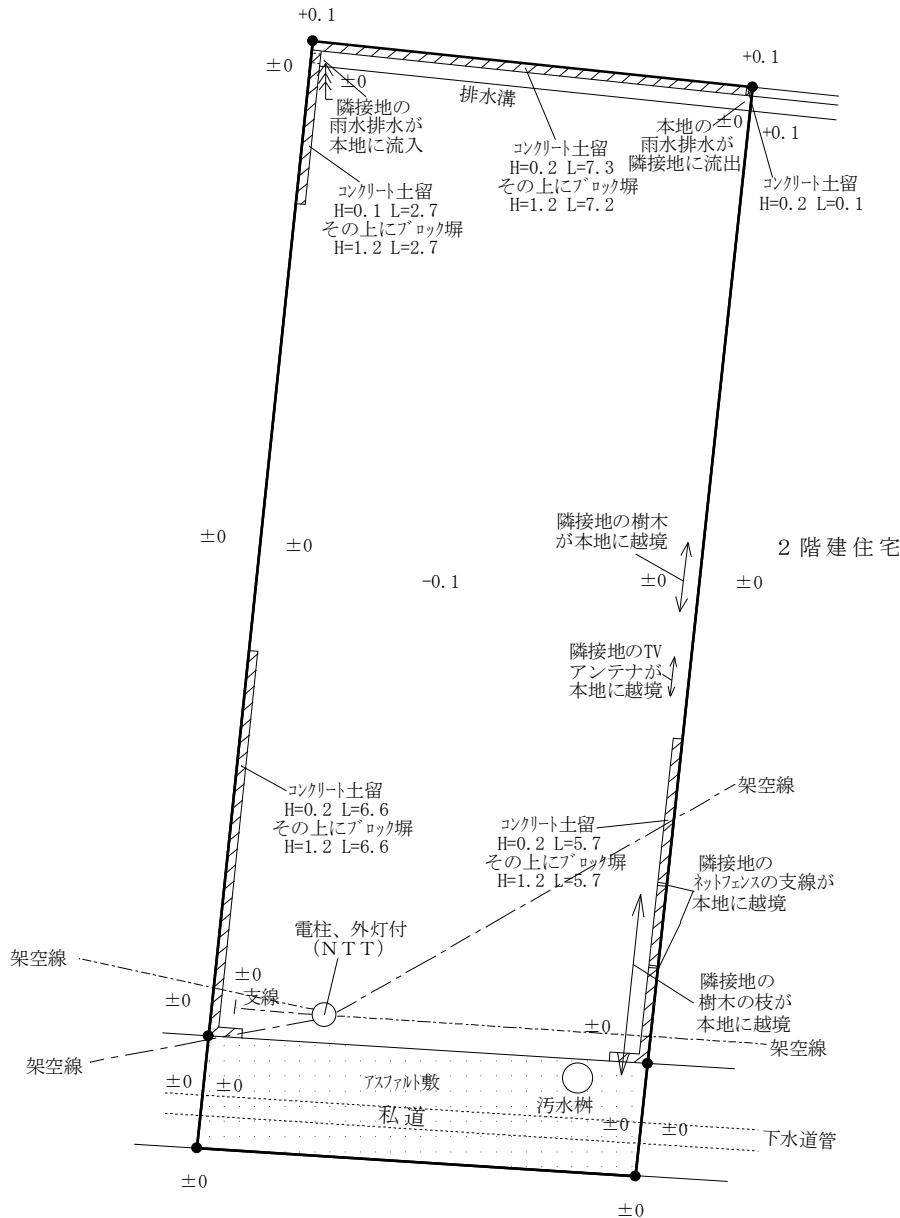 +0.1
+0.1
±0
±0
隣接地の
雨水排水が
本地に流入
排水溝
コンクリート土留
H=0.2 L=7.3
その上にブロック塀
H=1.2 L=7.2
本地の
雨水排水が
隣接地に流出
±0
+0.1
コンクリート土留
H=0.2 L=0.1
コンクリート土留
H=0.1 L=2.7
その上にブロック塀
H=1.2 L=2.7
±0
±0
-0.1
隣接地の樹木
が本地に越境
±0
±0
2階建住宅
隣接地のTV
アンテナが
本地に越境
架空線
コンクリート土留
H=0.2 L=6.6
その上にブロック塀
H=1.2 L=6.6
コンクリート土留
H=0.2 L=5.7
その上にブロック塀
H=1.2 L=5.7
隣接地の
ネットフェンスの支線が
本地に越境
電柱、外灯付
(NTT)
架空線
±0
支線
±0
隣接地の
樹木の枝が
本地に越境
±0
架空線
架空線
±0
±0
アスファルト敷
私道
汚水桝
±0
±0
下水道管
±0
±0